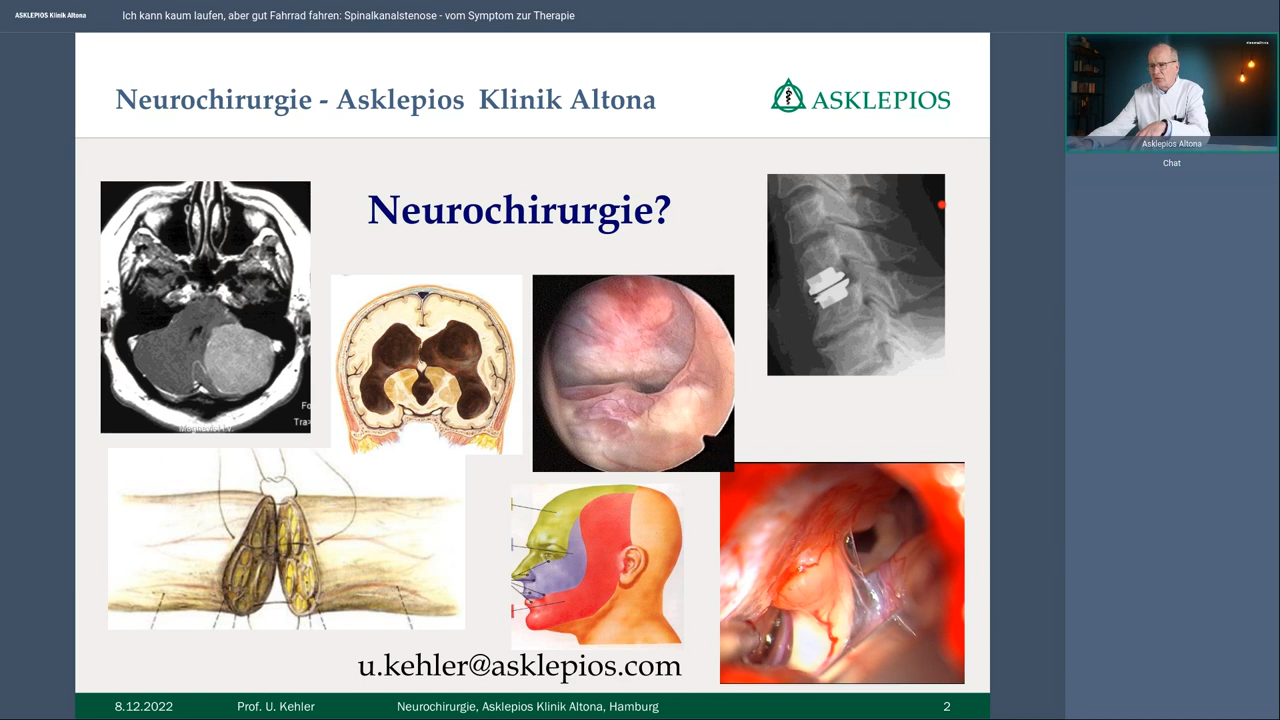 ASKLEPIOS Klinik Altona
Ich kann kaum laufen, aber gut Fahrrad fahren: Spinalkanalstenose - vom Symptom zur Therapie
Neurochirurgie - Asklepios Klinik Altona
ASKLEPIOS
Asklepios Altona
Chat
Neurochirurgie?
Fo
Tra
u.kehler@asklepios.com
8.12.2022 Prof. U. Kehler Neurochirurgie, Asklepios Klinik Altona, Hamburg 2